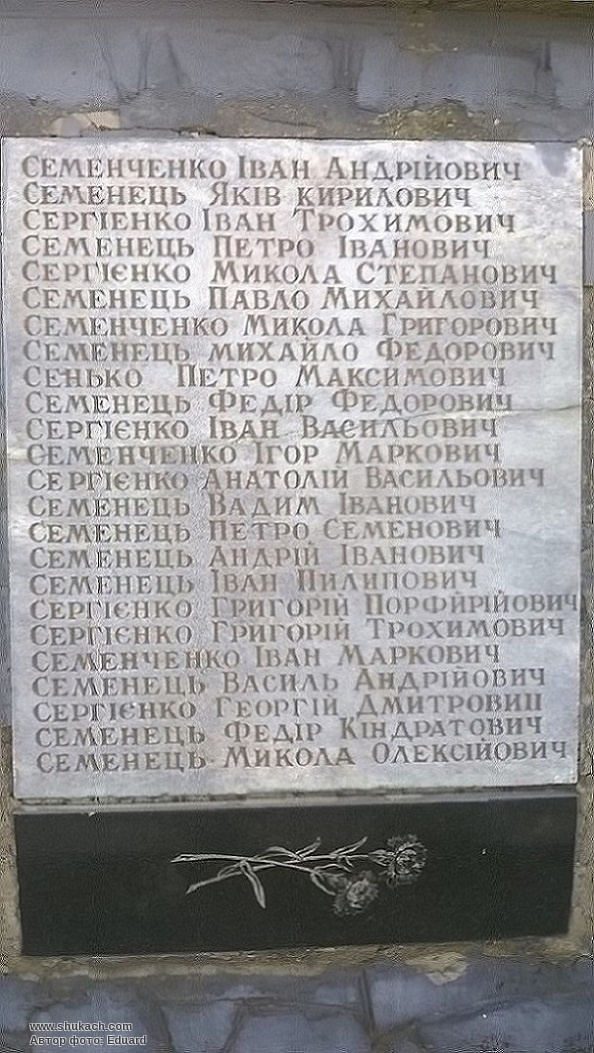 СЕМЕНЧЕНКО ІВАН АНДРІЙОВИЧ
СЕМЕНЕЦЬ ЯКІВ КИРИЛОВИЧ
СЕРГІЕНКО ІВАН ТРОХИМОВИЧ
СЕМЕНЕЦЬ ПЕТРО ІВАНОВИЧ
СЕРГІЄНКО МИКОЛА СТЕПАНОВИЧ
СЕМЕНЕЦЬ ПАВЛО МИХАЙЛОВИЧ
СЕМЕНЧЕНКО МИКОЛА ГРИГОРОВИЧ
СЕМЕНЕЦЬ МИХАЙЛО ФЕДОРОВИЧ
СЕНЬКО ПЕТРО МАКСИМОВИЧ
СЕМЕНЕЦЬ ФЕДІР ФЕДОРОВИЧ
СЕРГІЄНКО ІВАН ВАСИЛЬОВИЧ
СЕМЕНЧЕНКО ІГОР МАРКОВИЧ
СЕРГІЄНКО АНАТОЛІЙ ВАСИЛЬОВИЧ
СЕМЕНЕЦЬ ВАДИМ ІВАНОВИЧ
СЕМЕНЕЦЬ ПЕТРО СЕМЕНОВИЧ
СЕМЕНЕЦЬ АНДРІЙ ІВАНОВИЧ
СЕМЕНЕЦЬ ІВАН ПИЛИПОВИЧ
СЕРГІЄНКО ГРИГОРІЙ ПОРФИРІЙОВИЧ
СЕРГІЄНКО ГРИГОРІЙ ТРОХИМОВИЧ
СЕМЕНЧЕНКО ІВАН МАРКОВИЧ
СЕМЕНЕЦЬ ВАСИЛЬ АНДРІЙОВИЧ
СЕРГІЄНКО ГЕОРГІЙ ДМИТРОВИЧ
СЕМЕНЕЦЬ ФЕДІР КІНДРАТОВИЧ
СЕМЕНЕЦЬ МИКОЛА ОЛЕКСІЙОВИЧ
www.shukach.com
Автор фото: Eduard